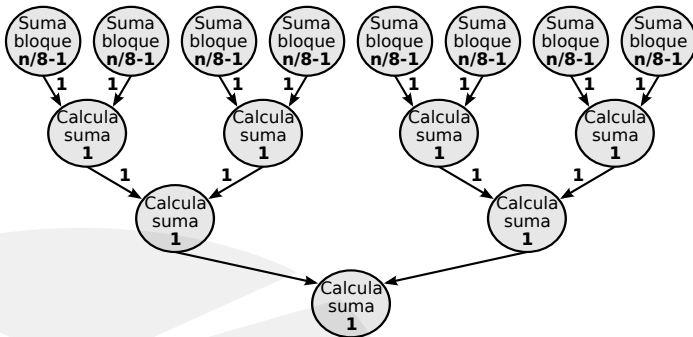 Suma Suma Suma Suma Suma Suma Suma Suma
bloque bloque bloque bloque bloque bloque bloque bloque
n/8-1 n/8-1 n/8-1 n/8-1 n/8-1 n/8-1 n/8-1 n/8-1
1 1 1 1 1 1 1 1
Calcula Calcula Calcula Calcula
suma suma suma suma
1 1 1 1
1 1 1 1
Calcula Calcula
suma suma
1 1
Calcula
suma
1